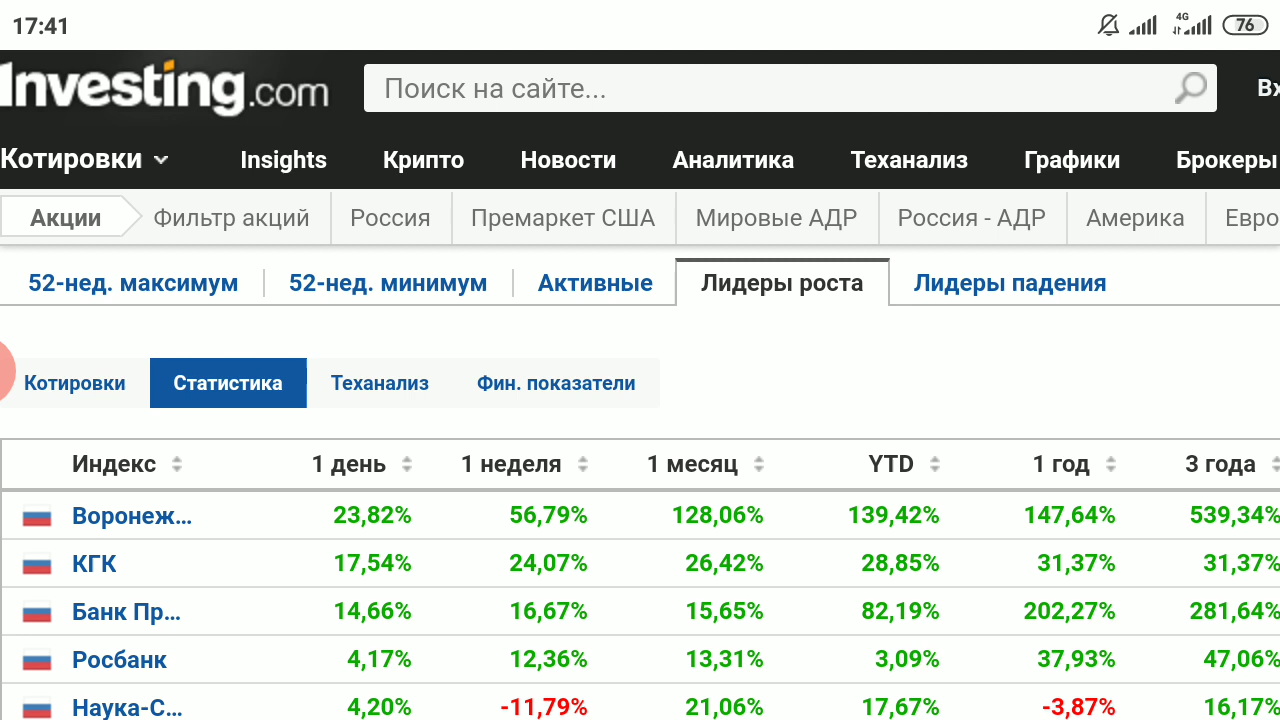 17:41 4G 76
Investing.com Поиск на сайте... Вх
Котировки Insights Крипто Новости Аналитика Теханализ Графики Брокеры
Акции Фильтр акций Россия Премаркет США Мировые АДР Россия - АДР Америка Евро
52-нед. максимум 52-нед. минимум Активные Лидеры роста Лидеры падения
Котировки Статистика Теханализ Фин. показатели
Индекс 1 день 1 неделя 1 месяц YTD 1 год 3 года
Воронеж... 23,82% 56,79% 128,06% 139,42% 147,64% 539,34%
КГК 17,54% 24,07% 26,42% 28,85% 31,37% 31,37%
Банк Пр... 14,66% 16,67% 15,65% 82,19% 202,27% 281,64%
Росбанк 4,17% 12,36% 13,31% 3,09% 37,93% 47,06%
Наука-С... 4,20% -11,79% 21,06% 17,67% -3,87% 16,17%